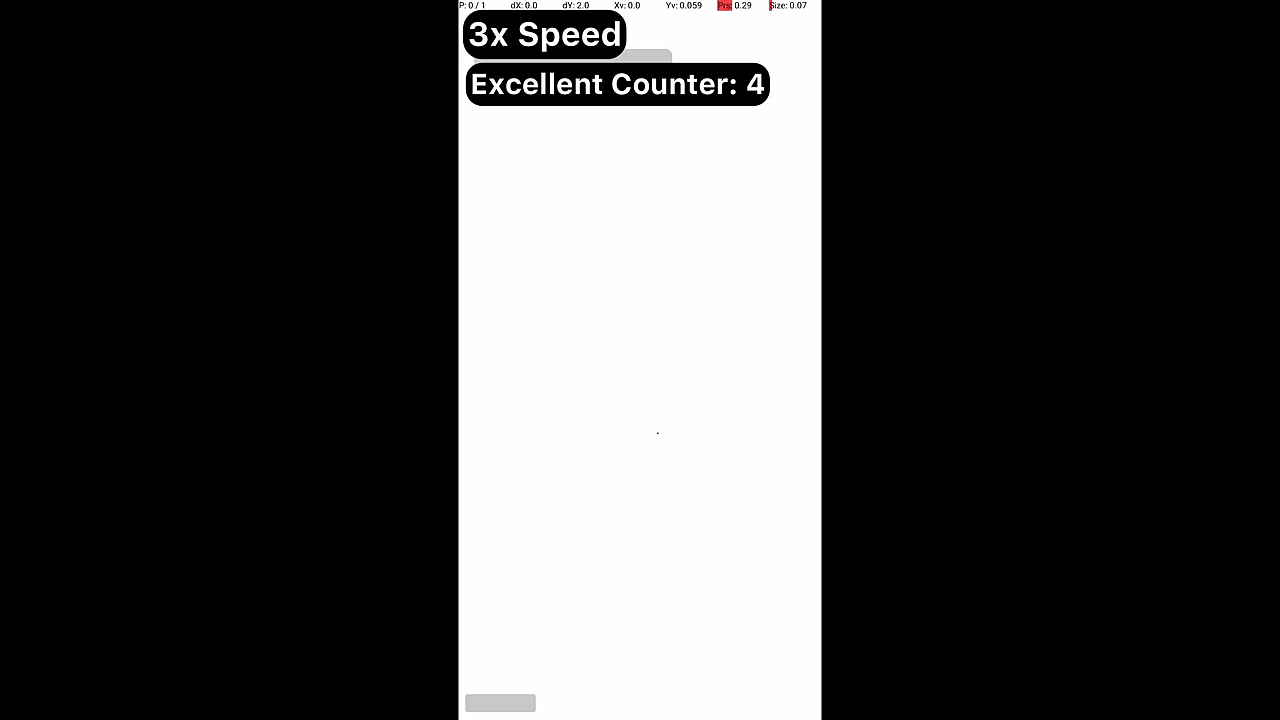 P: 0 / 1 dX: 0.0 dY: 2.0 Xv: 0.0 Yv: 0.059 Prs: 0.29 Size: 0.07
3x Speed
Excellent Counter: 4